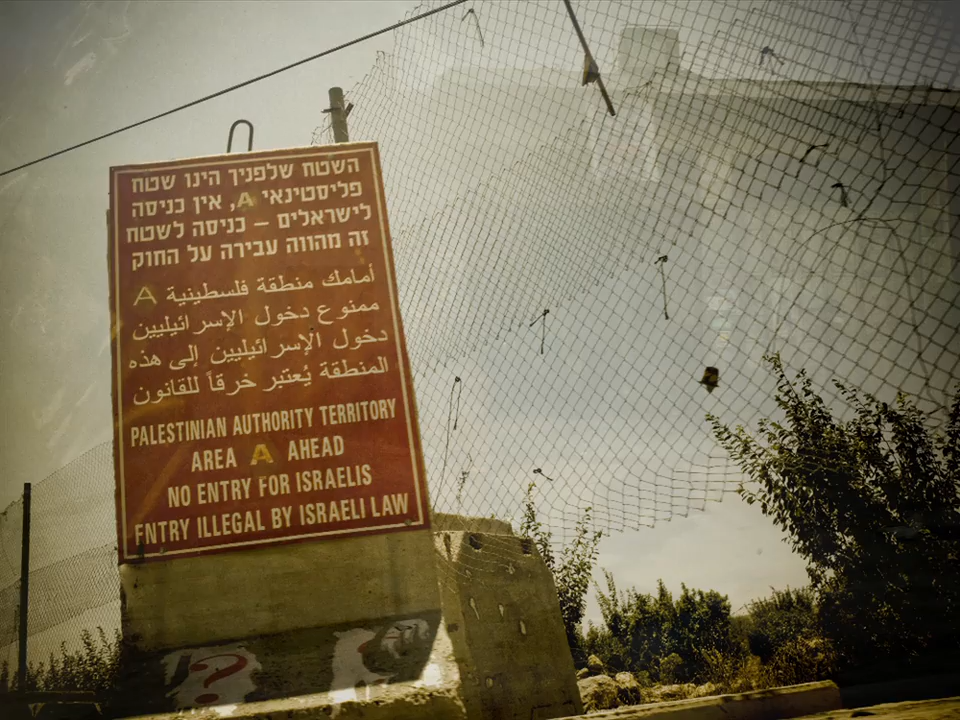 השטח שלפניך הינו שטח
פליסטינאי A, אין כניסה
לישראלים – כניסה לשטח
זה מהווה עבירה על החוק
أمامك منطقة فلسطينية A
ممنوع دخول الإسرائيليين
دخول الإسرائيليين إلى هذه
المنطقة يُعتبر خرقاً للقانون
PALESTINIAN AUTHORITY TERRITORY
AREA A AHEAD
NO ENTRY FOR ISRAELIS
ENTRY ILLEGAL BY ISRAELI LAW
?